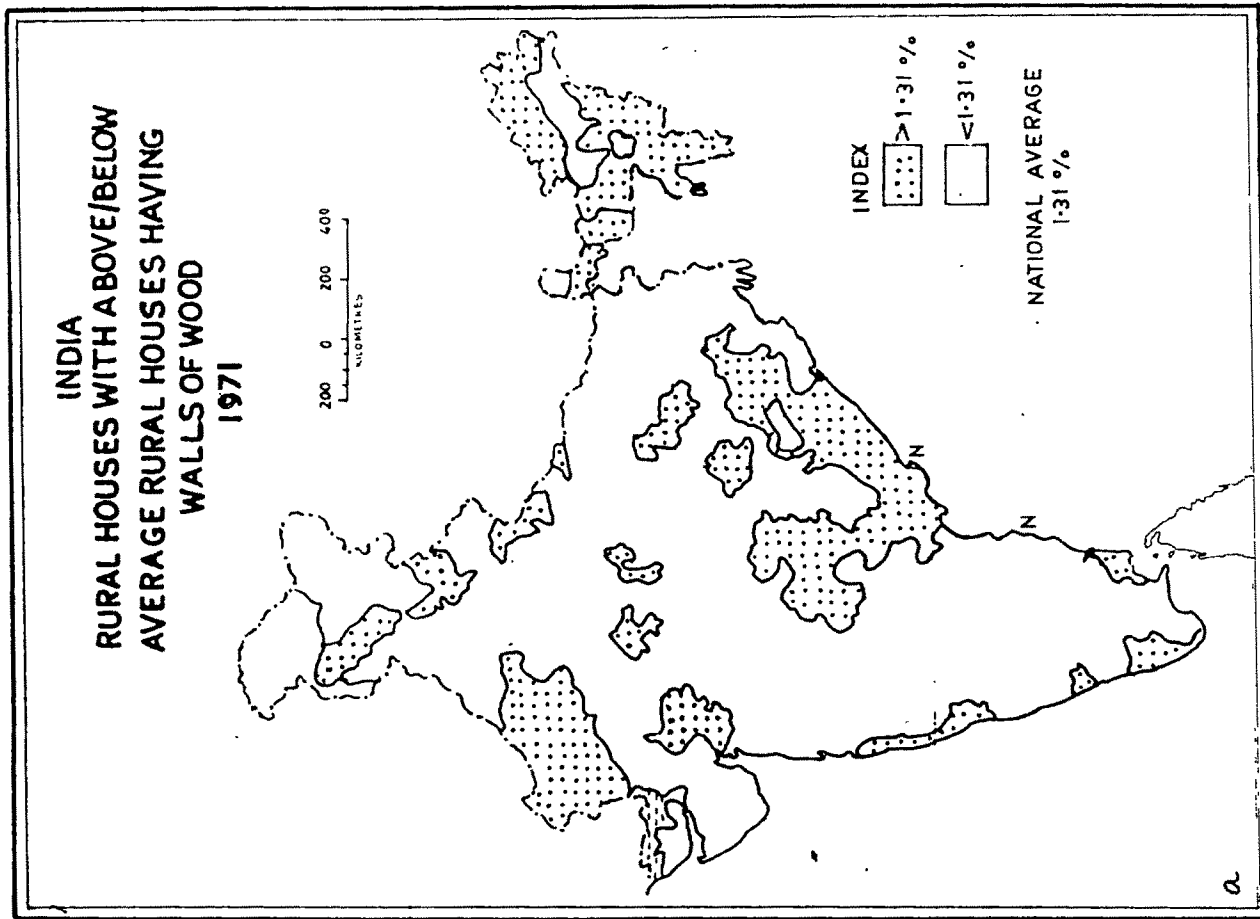 INDIA
RURAL HOUSES WITH ABOVE/BELOW
AVERAGE RURAL HOUSES HAVING
WALLS OF WOOD
1971
200 0 200 400
KILOMETRES
INDEX
>1·31 %
<1·31 %
NATIONAL AVERAGE
1·31 %
N
N
a